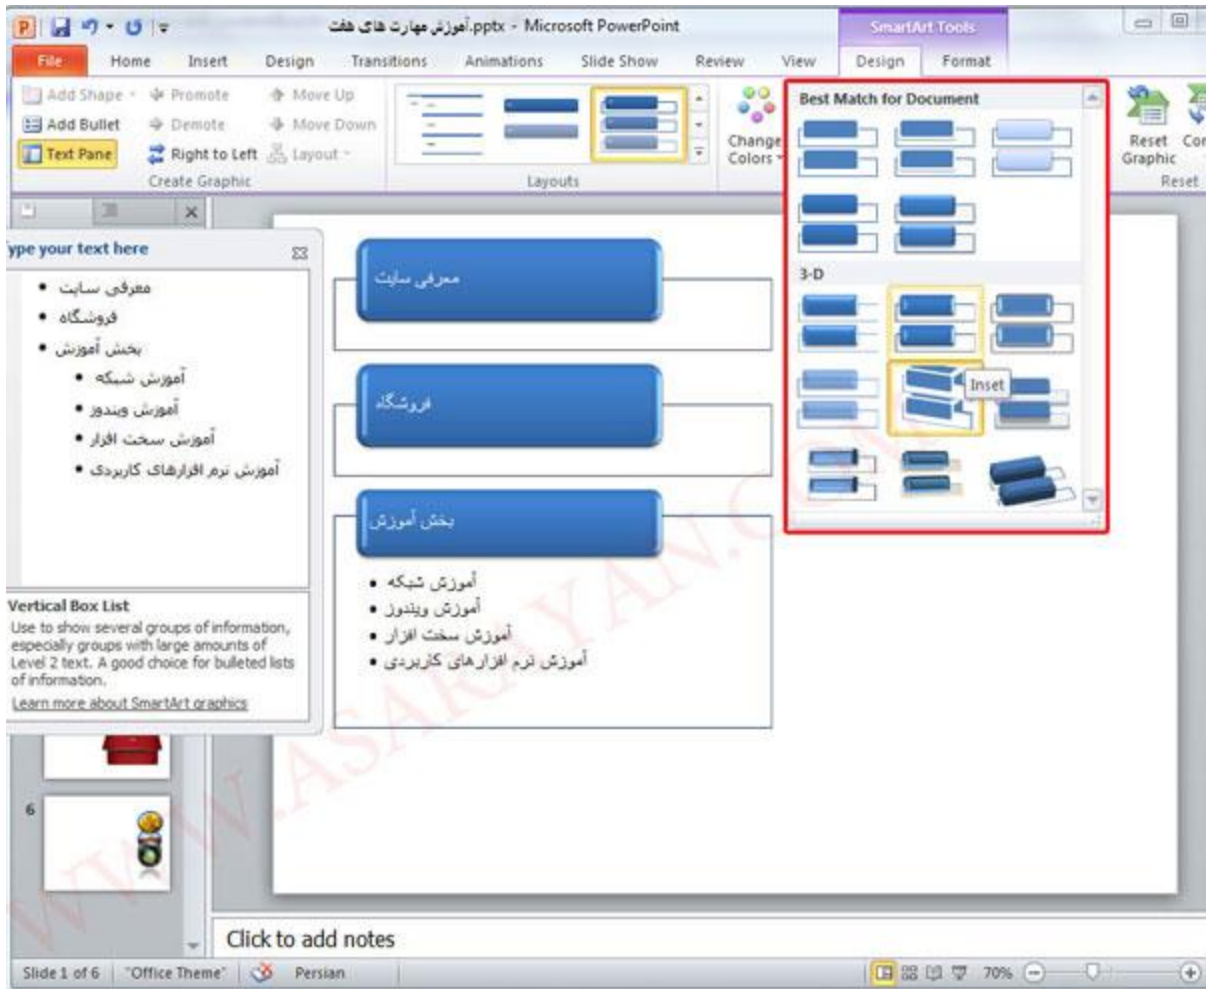 آموزش مهارت های هفت.pptx - Microsoft PowerPoint
SmartArt Tools
File Home Insert Design Transitions Animations Slide Show Review View Design Format
Add Shape Promote Move Up
Add Bullet Demote Move Down
Text Pane Right to Left Layout
Create Graphic
Layouts
Change Colors
Best Match for Document
3-D
Inset
Reset Graphic
Reset
Type your text here
معرفی سایت
فروشگاه
بخش آموزش
آموزش شبکه
آموزش ویندوز
آموزش سخت افزار
آموزش نرم افزارهای کاربردی
Vertical Box List
Use to show several groups of information,
especially groups with large amounts of
Level 2 text. A good choice for bulleted lists
of information.
Learn more about SmartArt graphics
معرفی سایت
فروشگاه
بخش آموزش
آموزش شبکه
آموزش ویندوز
آموزش سخت افزار
آموزش نرم افزارهای کاربردی
WWW.ASARAYAN.COM
6
Click to add notes
Slide 1 of 6 "Office Theme" Persian 70%